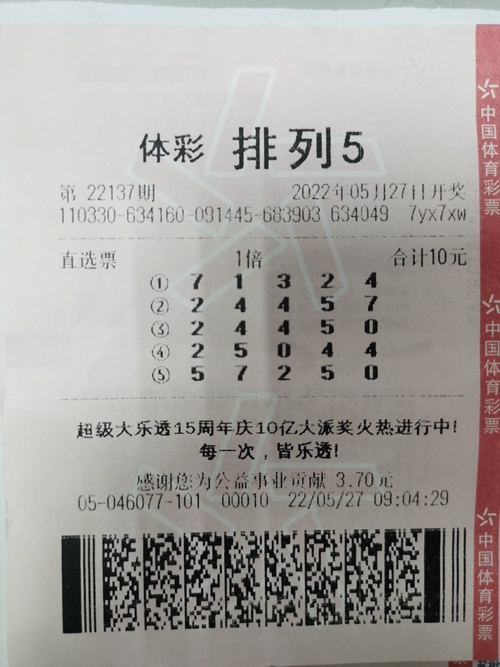 体彩 排列5
第 22137期 2022年05月27日开奖
110330-634160-091445-683903 634049 7yx7xw
直选票 1倍 合计10元
① 7 1 3 2 4
② 2 4 4 5 7
③ 2 4 4 5 0
④ 2 5 0 4 4
⑤ 5 7 2 5 0
超级大乐透15周年庆10亿大派奖火热进行中!
每一次，皆乐透!
感谢您为公益事业贡献 3.70元
05-046077-101 00010 22/05/27 09:04:29
中国体育彩票
中国体育彩票
中国体育彩票